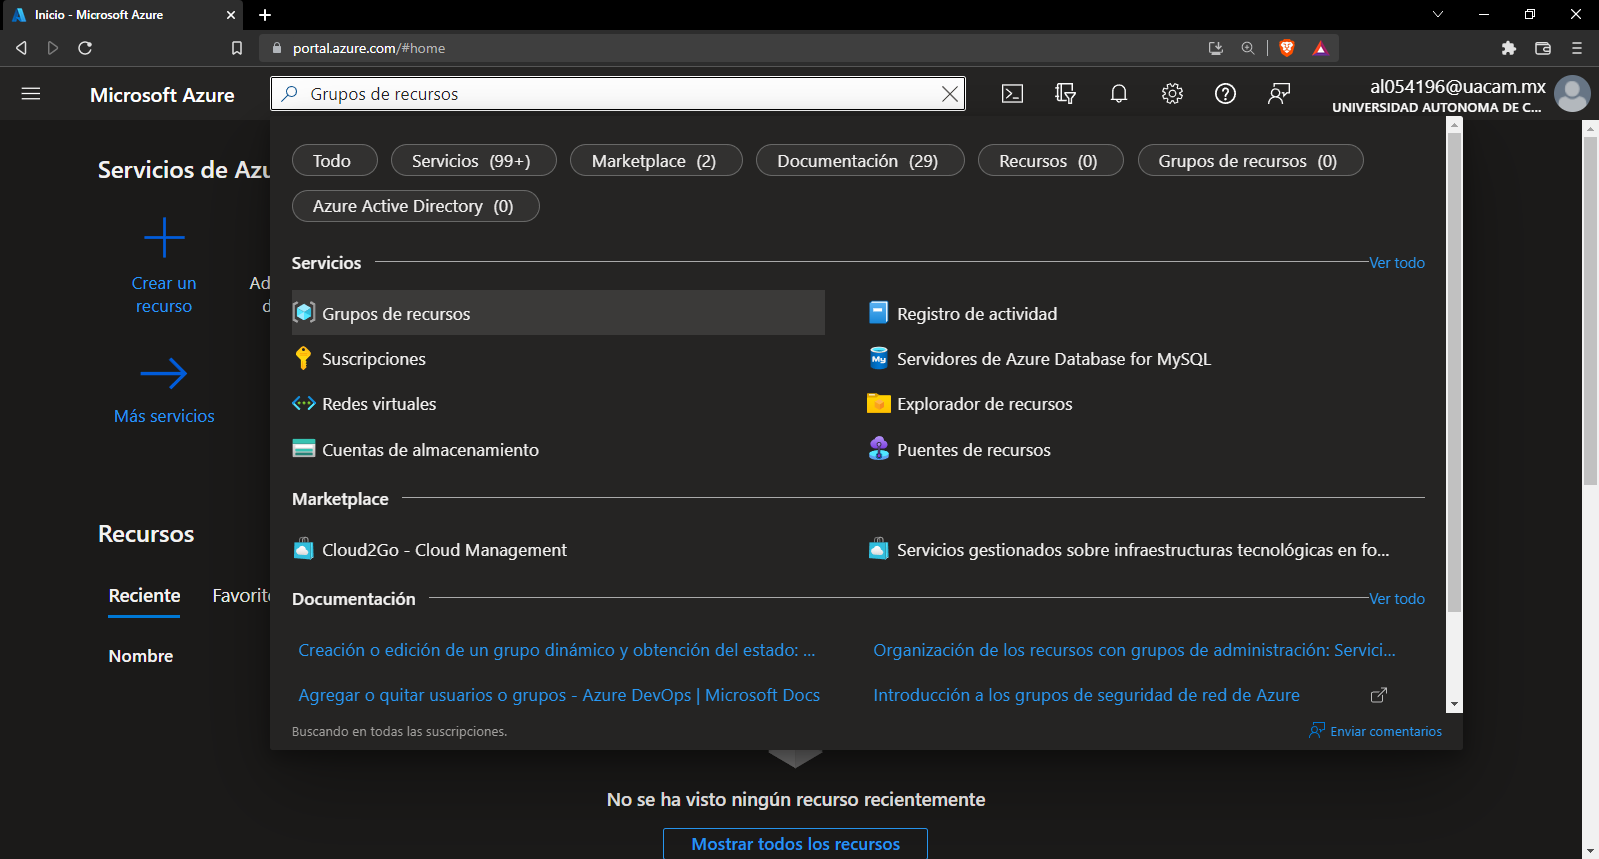 Inicio - Microsoft Azure
portal.azure.com/#home
Microsoft Azure
Grupos de recursos
al054196@uacam.mx
UNIVERSIDAD AUTONOMA DE C...
Servicios de Azu
Crear un
recurso
Ad
d
Más servicios
Recursos
Reciente
Favorit
Nombre
Todo
Servicios (99+)
Marketplace (2)
Documentación (29)
Recursos (0)
Grupos de recursos (0)
Azure Active Directory (0)
Servicios
Ver todo
Grupos de recursos
Registro de actividad
Suscripciones
Servidores de Azure Database for MySQL
Redes virtuales
Explorador de recursos
Cuentas de almacenamiento
Puentes de recursos
Marketplace
Cloud2Go - Cloud Management
Servicios gestionados sobre infraestructuras tecnológicas en fo...
Documentación
Ver todo
Creación o edición de un grupo dinámico y obtención del estado: ...
Organización de los recursos con grupos de administración: Servici...
Agregar o quitar usuarios o grupos - Azure DevOps | Microsoft Docs
Introducción a los grupos de seguridad de red de Azure
Buscando en todas las suscripciones.
Enviar comentarios
No se ha visto ningún recurso recientemente
Mostrar todos los recursos